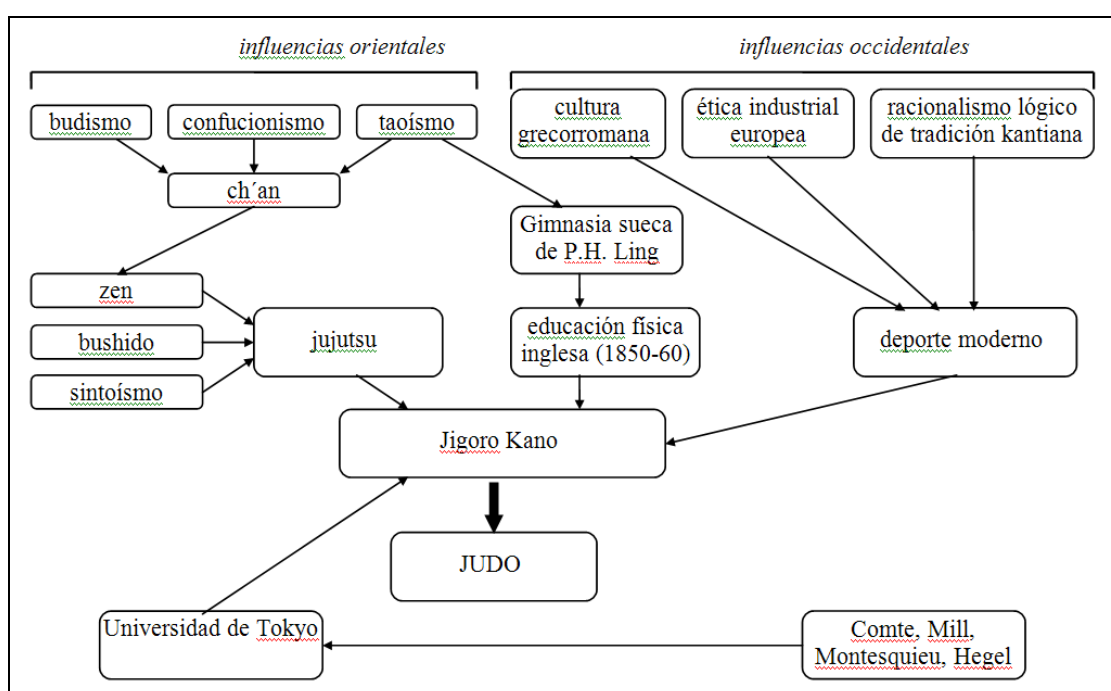 influencias orientales
influencias occidentales
budismo
confucionismo
taoísmo
cultura
grecorromana
ética industrial
europea
racionalismo lógico
de tradición kantiana
ch´an
Gimnasia sueca
de P.H. Ling
zen
bushido
sintoísmo
jujutsu
educación física
inglesa (1850-60)
deporte moderno
Jigoro Kano
JUDO
Universidad de Tokyo
Comte, Mill,
Montesquieu, Hegel